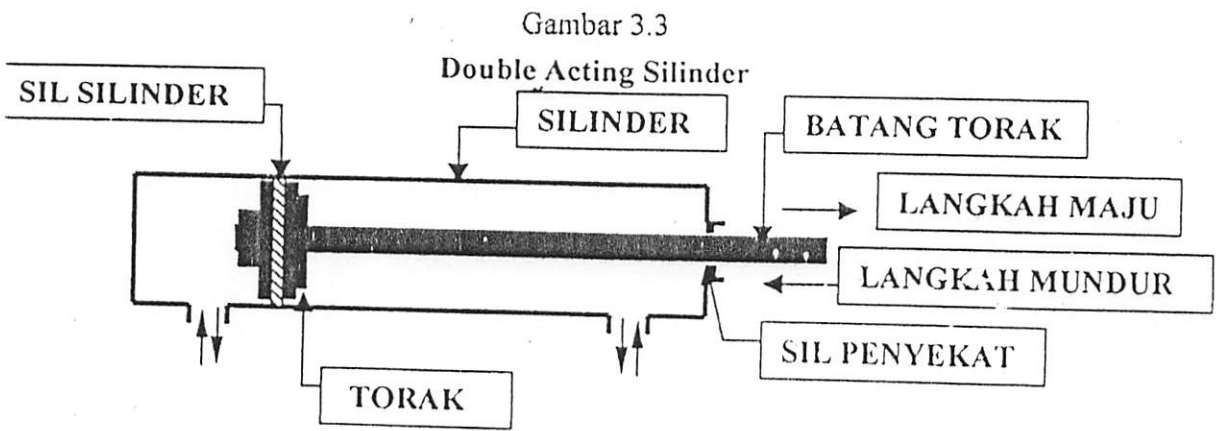 Gambar 3.3
Double Acting Silinder
SIL SILINDER
SILINDER
BATANG TORAK
LANGKAH MAJU
LANGKAH MUNDUR
SIL PENYEKAT
TORAK